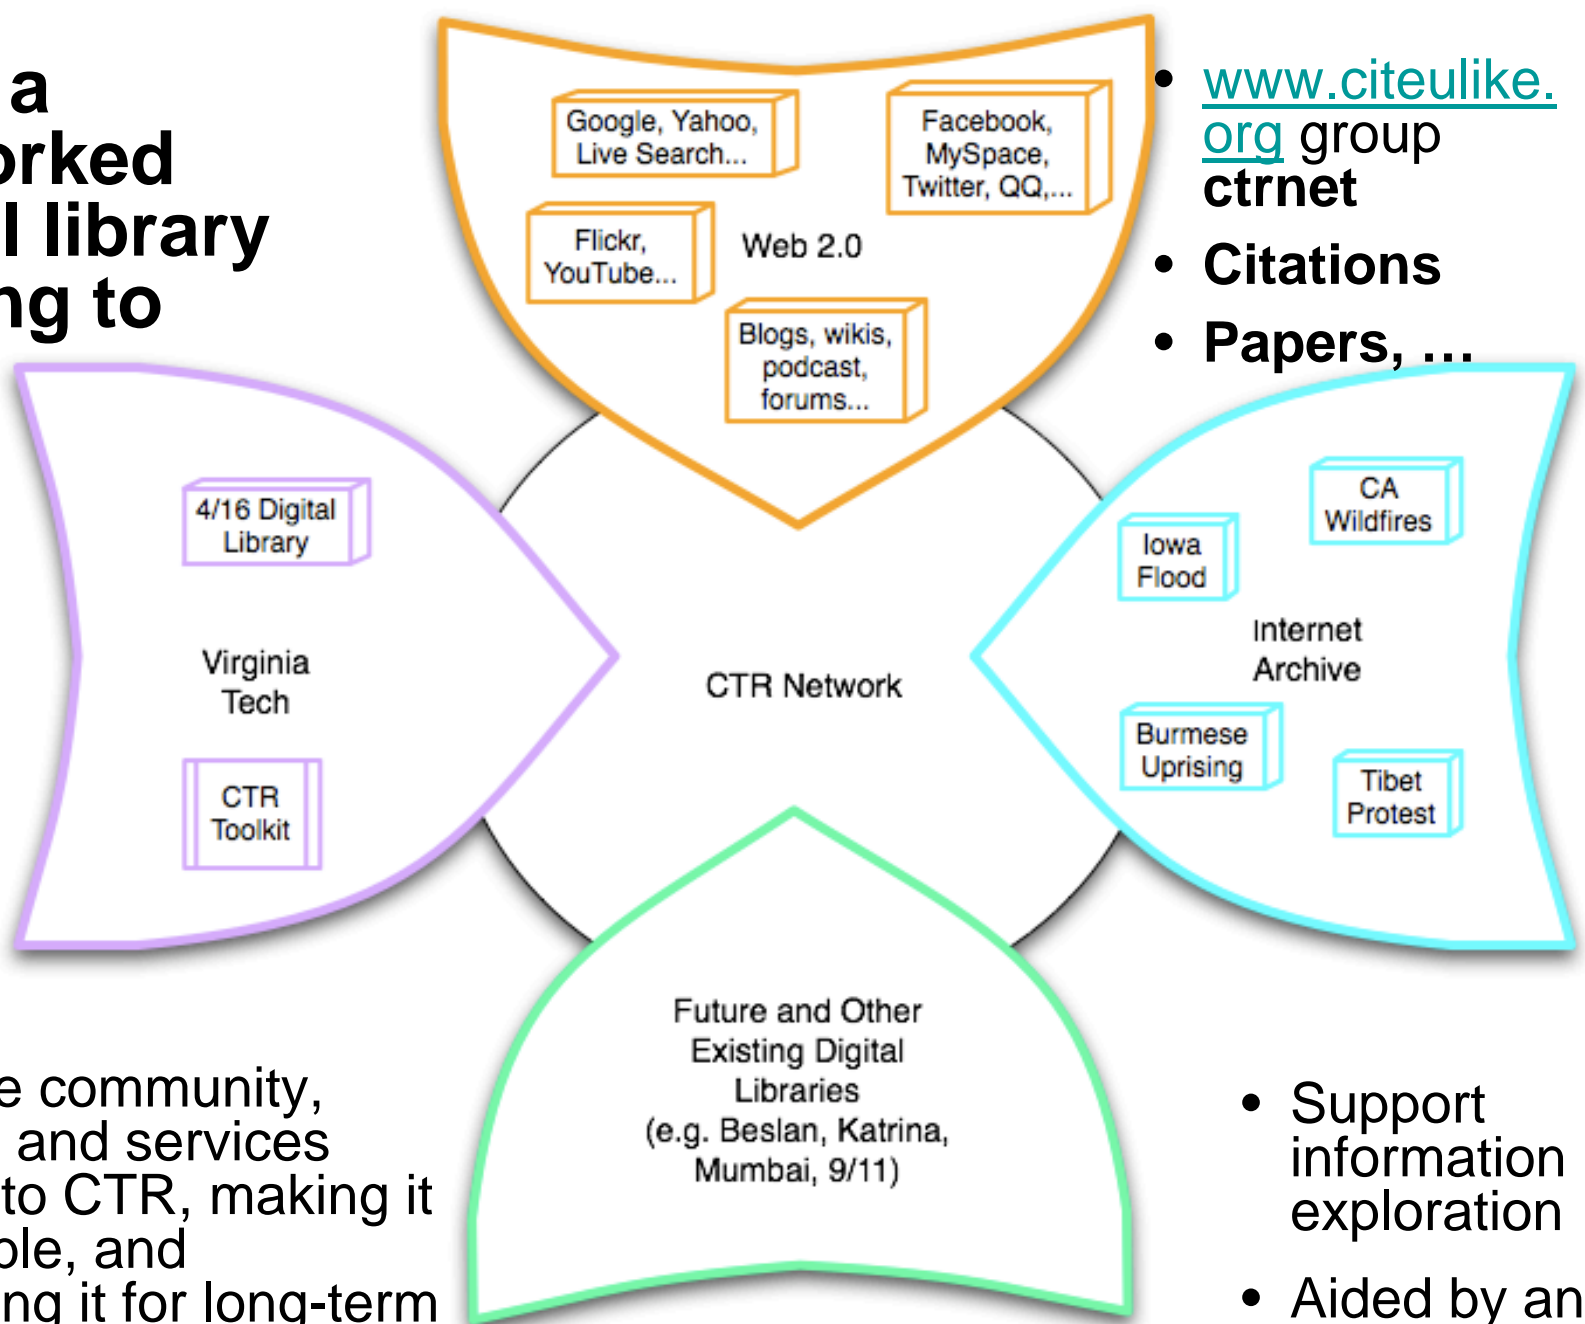 a
orked
l library
ng to
Google, Yahoo,
Live Search...
Facebook,
MySpace,
Twitter, QQ,...
Flickr,
YouTube...
Web 2.0
Blogs, wikis,
podcast,
forums...
• www.citeulike.
org group
ctrnet
• Citations
• Papers, …
4/16 Digital
Library
Virginia
Tech
CTR
Toolkit
CTR Network
CA
Wildfires
Iowa
Flood
Internet
Archive
Burmese
Uprising
Tibet
Protest
Future and Other
Existing Digital
Libraries
(e.g. Beslan, Katrina,
Mumbai, 9/11)
e community,
and services
to CTR, making it
ble, and
ng it for long-term
• Support
information
exploration
• Aided by an